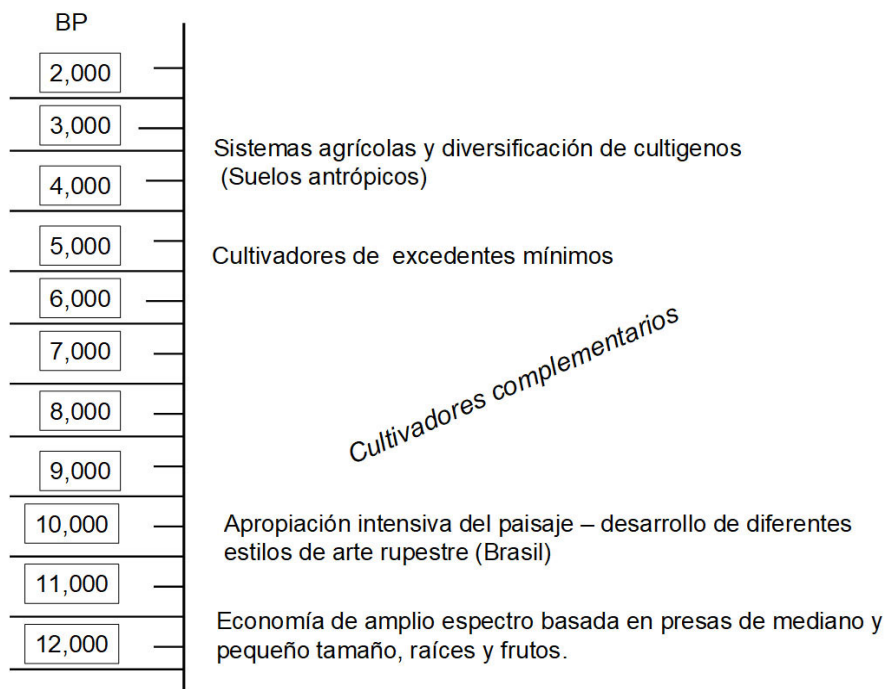 BP
2,000
3,000
Sistemas agrícolas y diversificación de cultigenos
(Suelos antrópicos)
4,000
5,000
Cultivadores de excedentes mínimos
6,000
7,000
Cultivadores complementarios
8,000
9,000
10,000
Apropiación intensiva del paisaje – desarrollo de diferentes
estilos de arte rupestre (Brasil)
11,000
12,000
Economía de amplio espectro basada en presas de mediano y
pequeño tamaño, raíces y frutos.